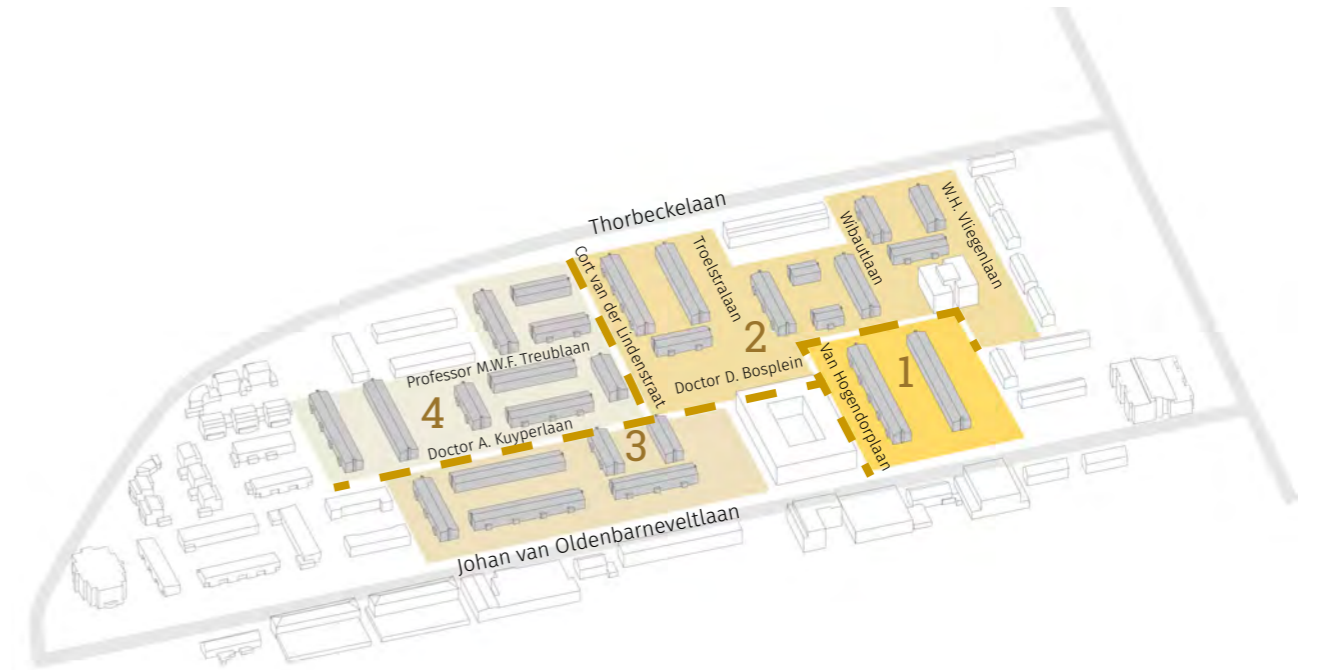 Thorbeckelaan
W.H. Vliegenlaan
Wibautlaan
Troelstralaan
Cort van der Lindenstraat
2
Van Hogendorplaan
1
Professor M.W.F. Treublaan
Doctor D. Bosplein
4
Doctor A. Kuyperlaan
3
Johan van Oldenbarneveltlaan